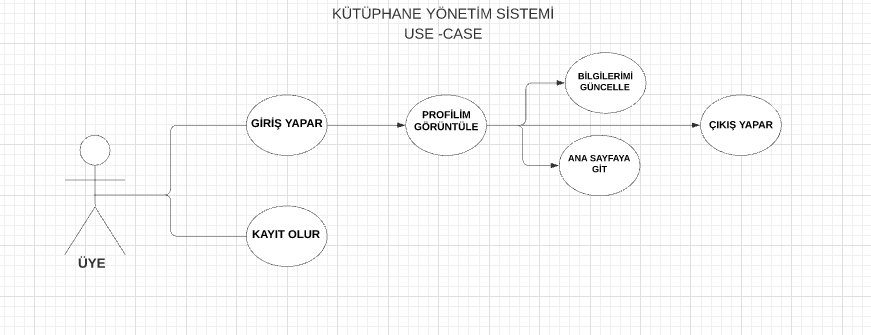 KÜTÜPHANE YÖNETİM SİSTEMİ
USE -CASE
BİLGİLERİMİ
GÜNCELLE
GİRİŞ YAPAR
PROFİLİM
GÖRÜNTÜLE
ÇIKIŞ YAPAR
ANA SAYFAYA
GİT
KAYIT OLUR
ÜYE